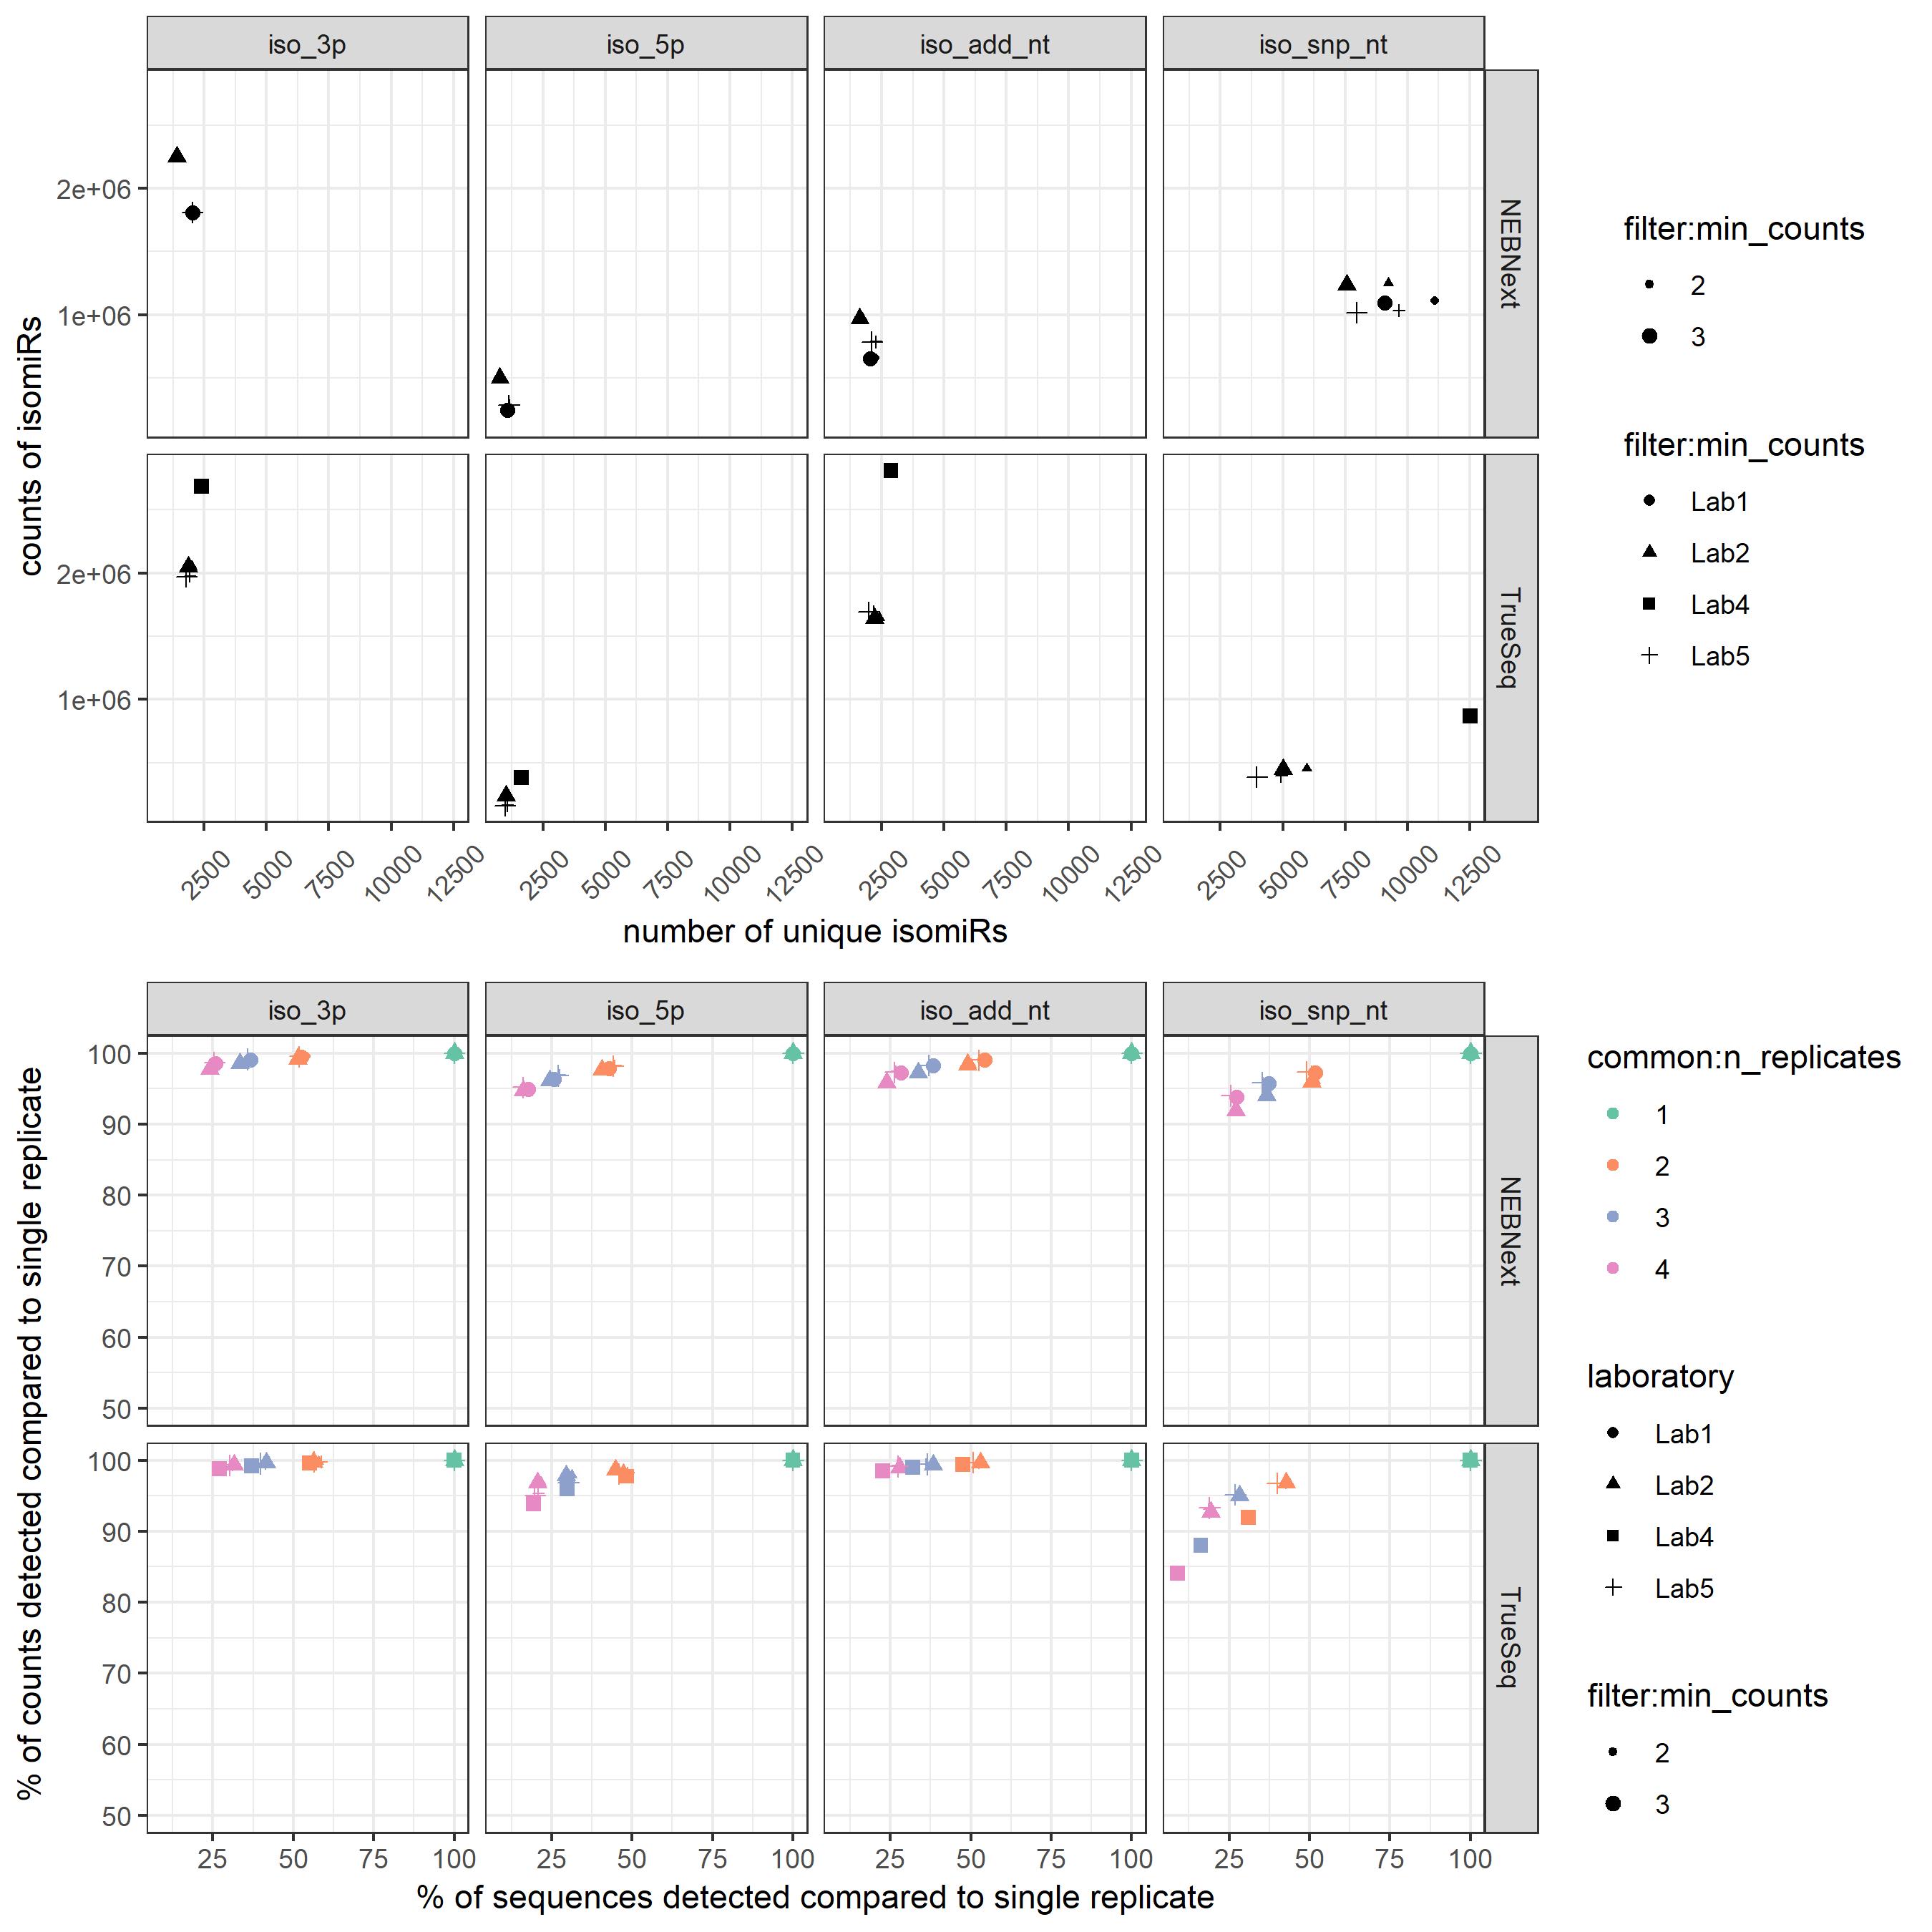 iso_3p iso_5p iso_add_nt iso_snp_nt
counts of isomiRs
2e+06
1e+06
NEBNext
2e+06
1e+06
TrueSeq
2500 5000 7500 10000 12500 2500 5000 7500 10000 12500 2500 5000 7500 10000 12500 2500 5000 7500 10000 12500
number of unique isomiRs
filter:min_counts
2
3
filter:min_counts
Lab1
Lab2
Lab4
Lab5
iso_3p iso_5p iso_add_nt iso_snp_nt
% of counts detected compared to single replicate
100
90
80
70
60
50
NEBNext
100
90
80
70
60
50
TrueSeq
25 50 75 100 25 50 75 100 25 50 75 100 25 50 75 100
% of sequences detected compared to single replicate
common:n_replicates
1
2
3
4
laboratory
Lab1
Lab2
Lab4
Lab5
filter:min_counts
2
3